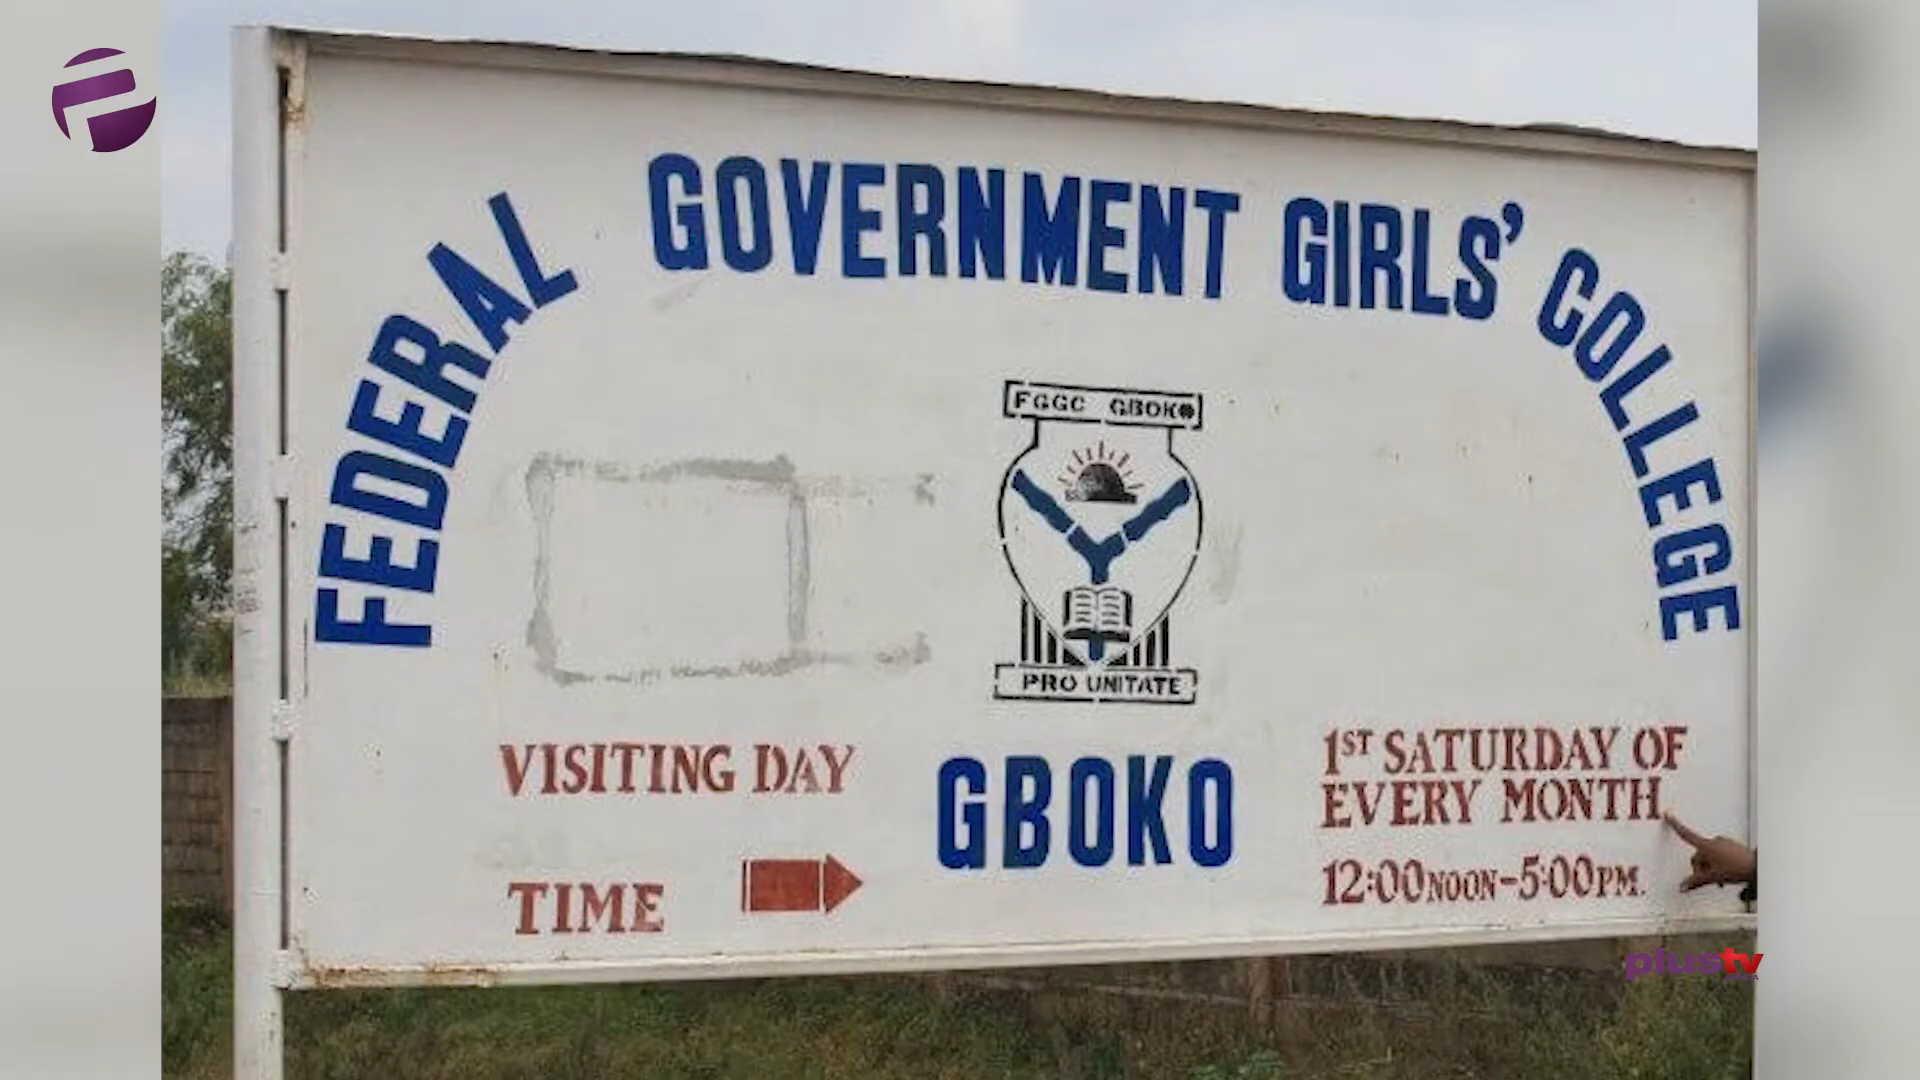 FEDERAL GOVERNMENT GIRLS' COLLEGE
FGGC GBOKO
PRO UNITATE
GBOKO
VISITING DAY
1ST SATURDAY OF
EVERY MONTH
TIME
12:00NOON-5:00PM.
plustv